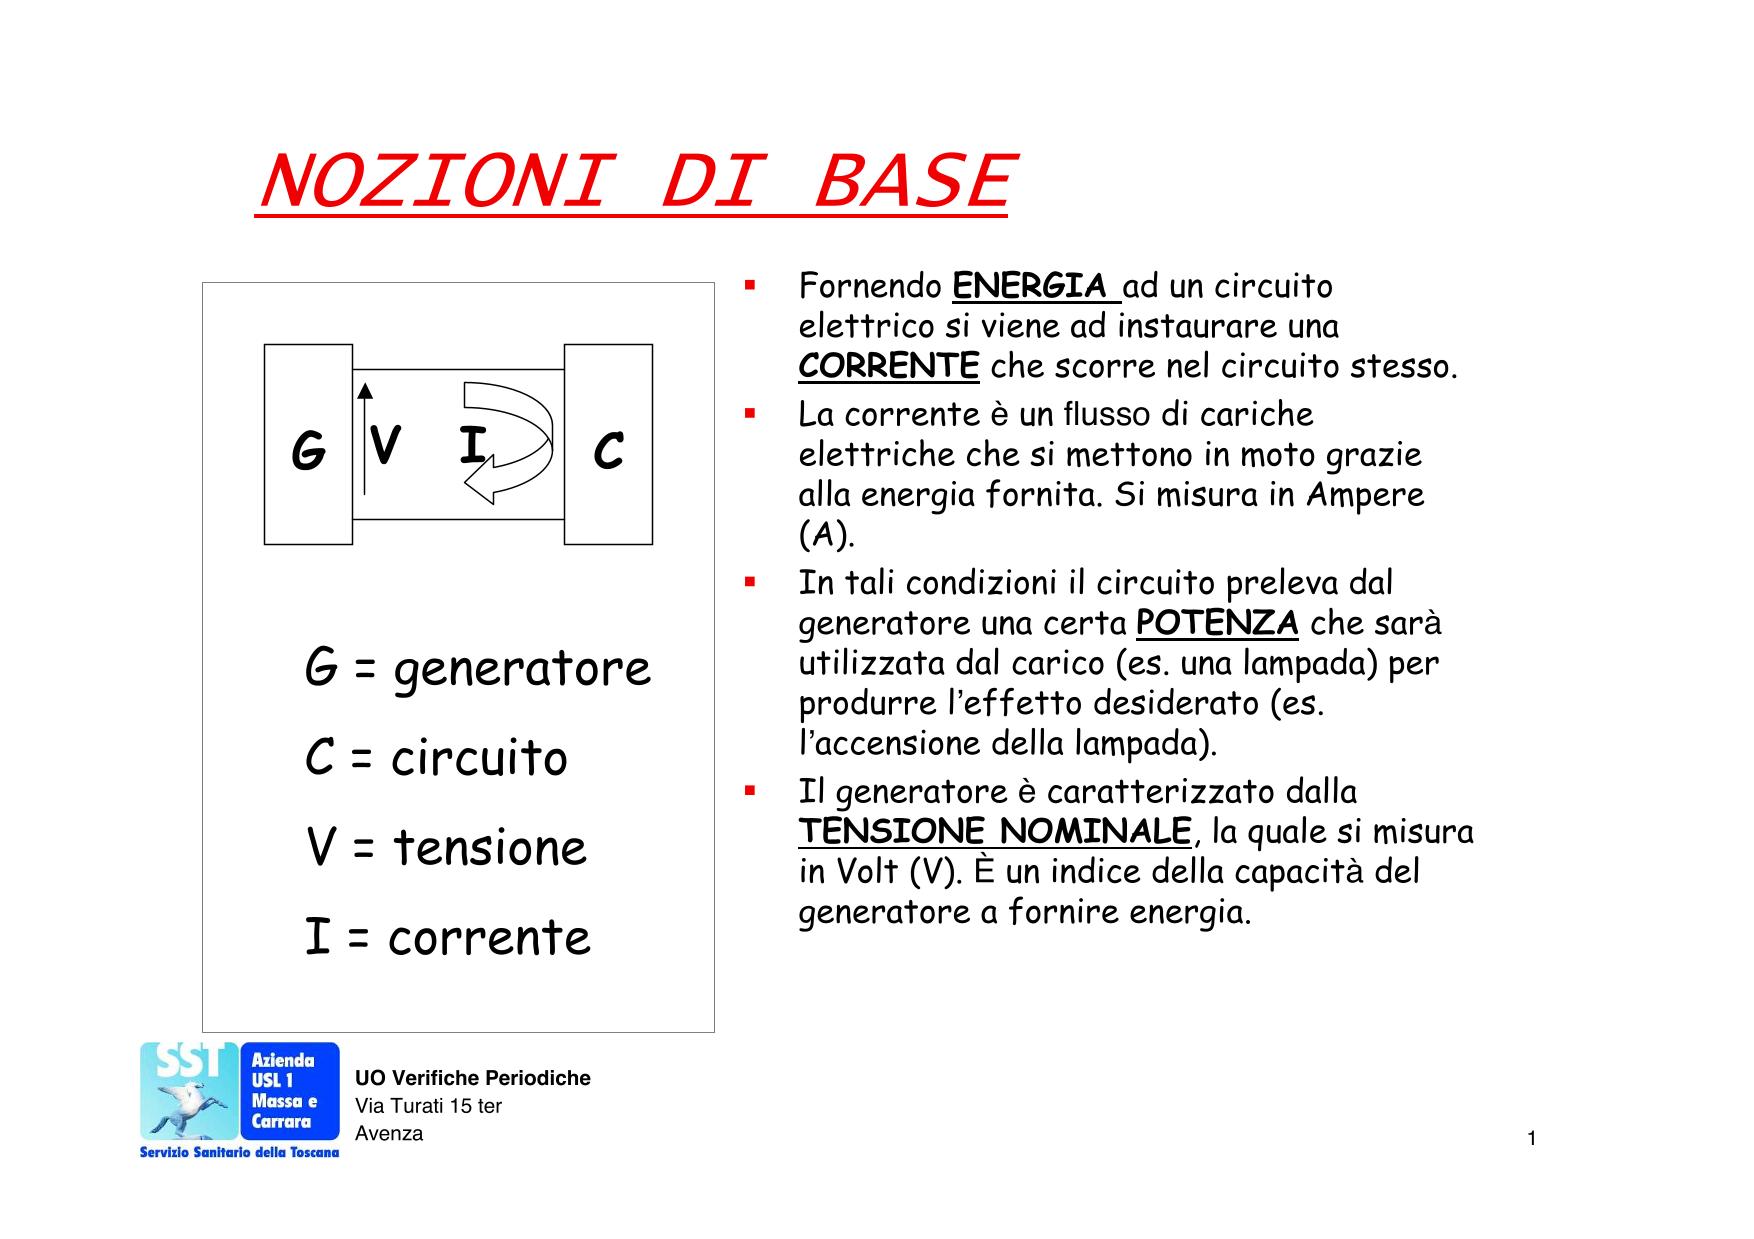 NOZIONI DI BASE
G V I C
G = generatore
C = circuito
V = tensione
I = corrente
▪ Fornendo ENERGIA ad un circuito
elettrico si viene ad instaurare una
CORRENTE che scorre nel circuito stesso.
▪ La corrente è un flusso di cariche
elettriche che si mettono in moto grazie
alla energia fornita. Si misura in Ampere
(A).
▪ In tali condizioni il circuito preleva dal
generatore una certa POTENZA che sarà
utilizzata dal carico (es. una lampada) per
produrre l’effetto desiderato (es.
l’accensione della lampada).
▪ Il generatore è caratterizzato dalla
TENSIONE NOMINALE, la quale si misura
in Volt (V). È un indice della capacità del
generatore a fornire energia.
SST
Azienda
USL 1
Massa e
Carrara
Servizio Sanitario della Toscana
UO Verifiche Periodiche
Via Turati 15 ter
Avenza
1